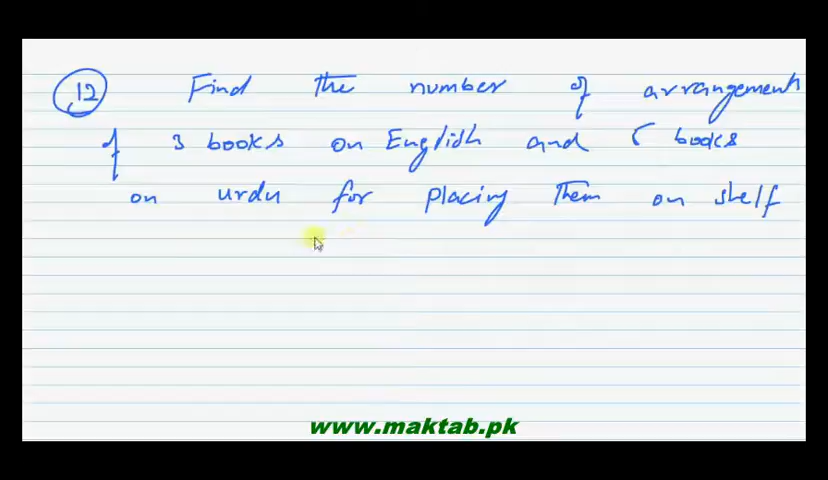 12 Find the number of arrangements
of 3 books on English and 5 books
on urdu for placing them on shelf
www.maktab.pk